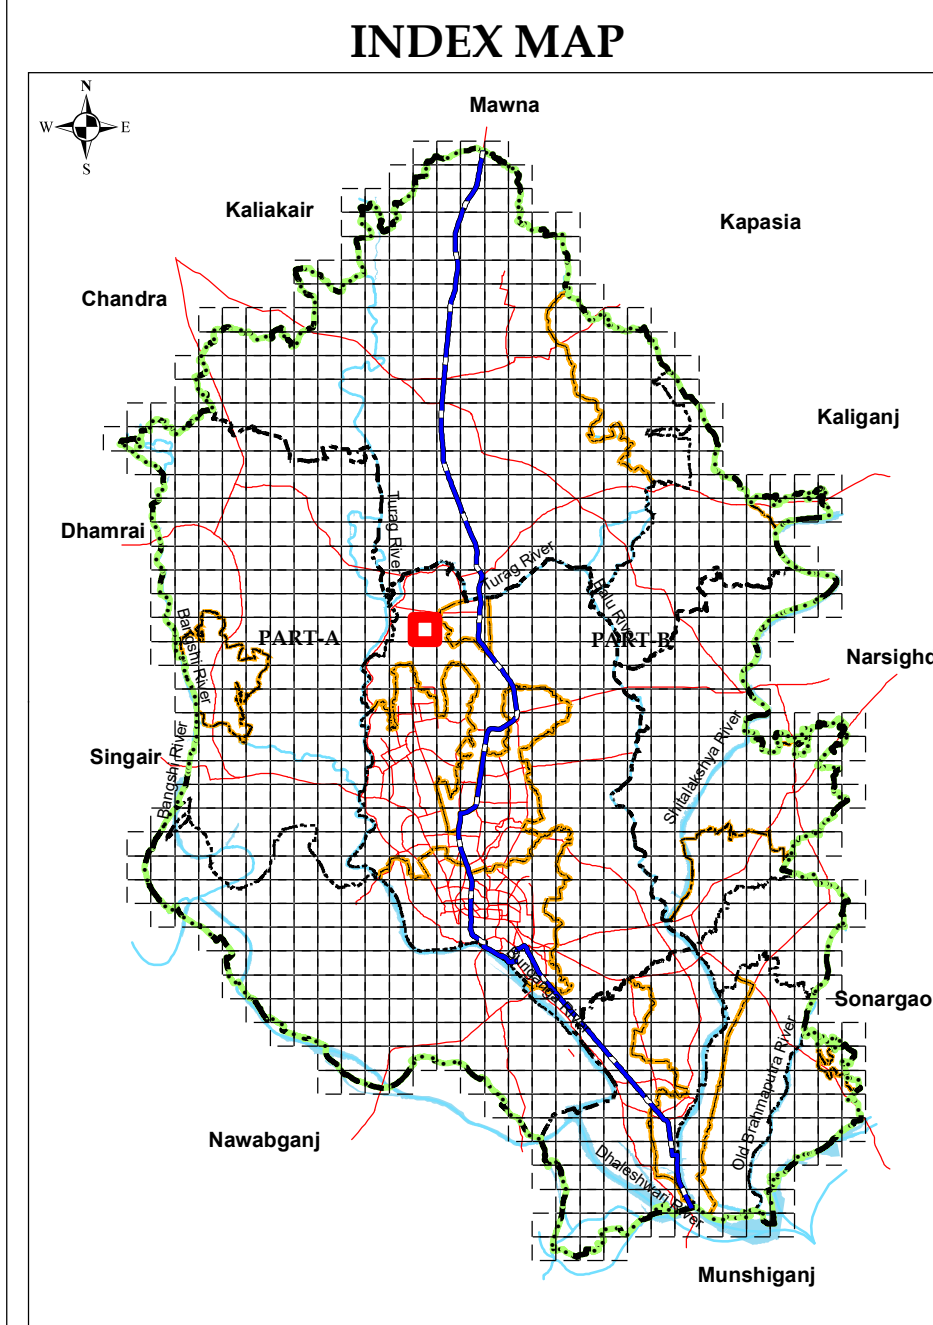 INDEX MAP
N
W
E
S
Mawna
Kaliakair
Kapasia
Chandra
Kaliganj
Turag River
Dhamrai
Turag River
Balu River
Bangshi River
PART-A
PART-B
Narsighd
Shitalakshya River
Singair
Bangshi River
Buriganga River
Sonargao
Old Brahmaputra River
Nawabganj
Dhaleshwari River
Munshiganj